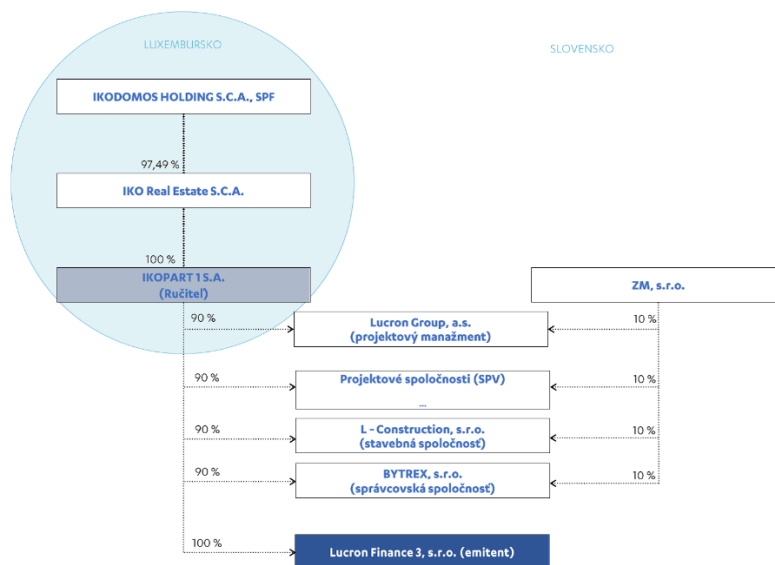 LUXEMBURSKO
SLOVENSKO
IKODOMOS HOLDING S.C.A., SPF
97,49 %
IKO Real Estate S.C.A.
100 %
IKOPART 1 S.A.
(Ručiteľ)
ZM, s.r.o.
90 %
Lucron Group, a.s.
(projektový manažment)
10 %
90 %
Projektové spoločnosti (SPV)
...
10 %
90 %
L - Construction, s.r.o.
(stavebná spoločnosť)
10 %
90 %
BYTREX, s.r.o.
(správcovská spoločnosť)
10 %
100 %
Lucron Finance 3, s.r.o. (emitent)